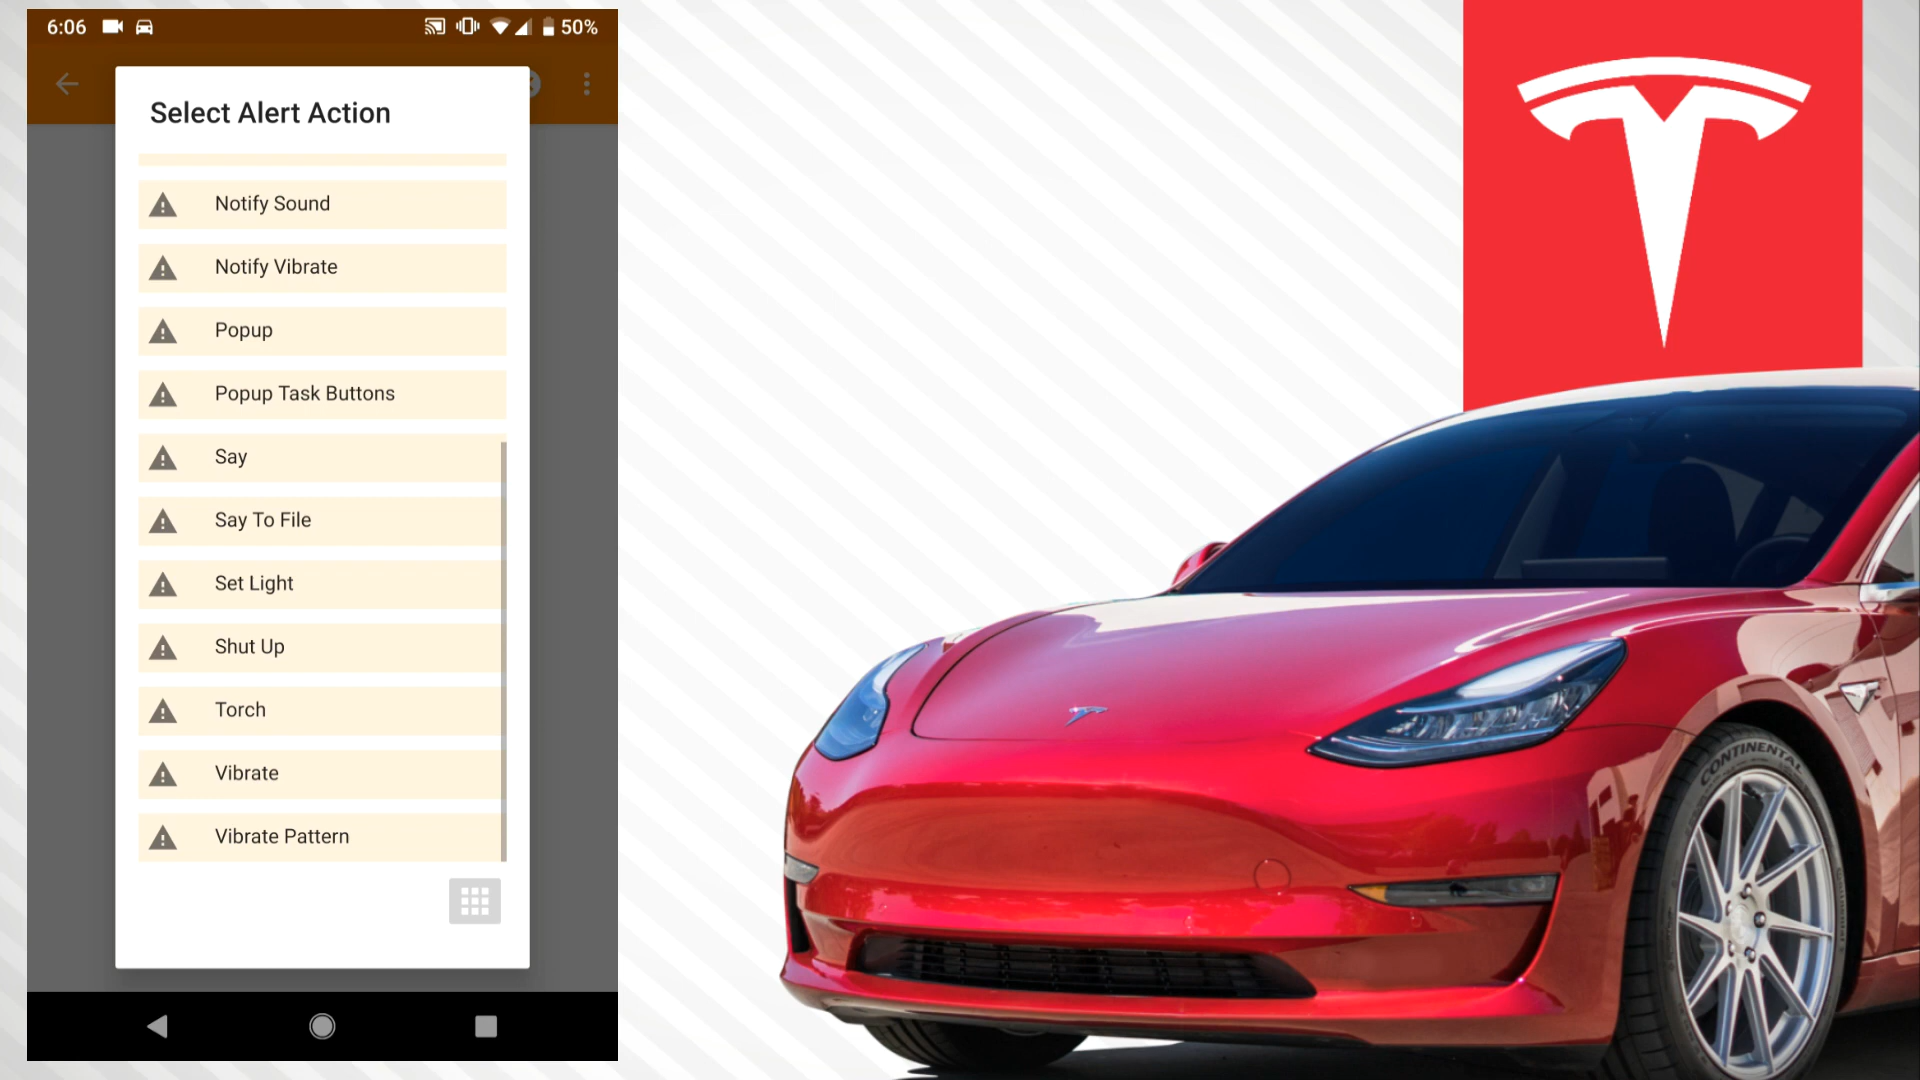 6:06
50%
Select Alert Action
Notify Sound
Notify Vibrate
Popup
Popup Task Buttons
Say
Say To File
Set Light
Shut Up
Torch
Vibrate
Vibrate Pattern
CONTINENTAL